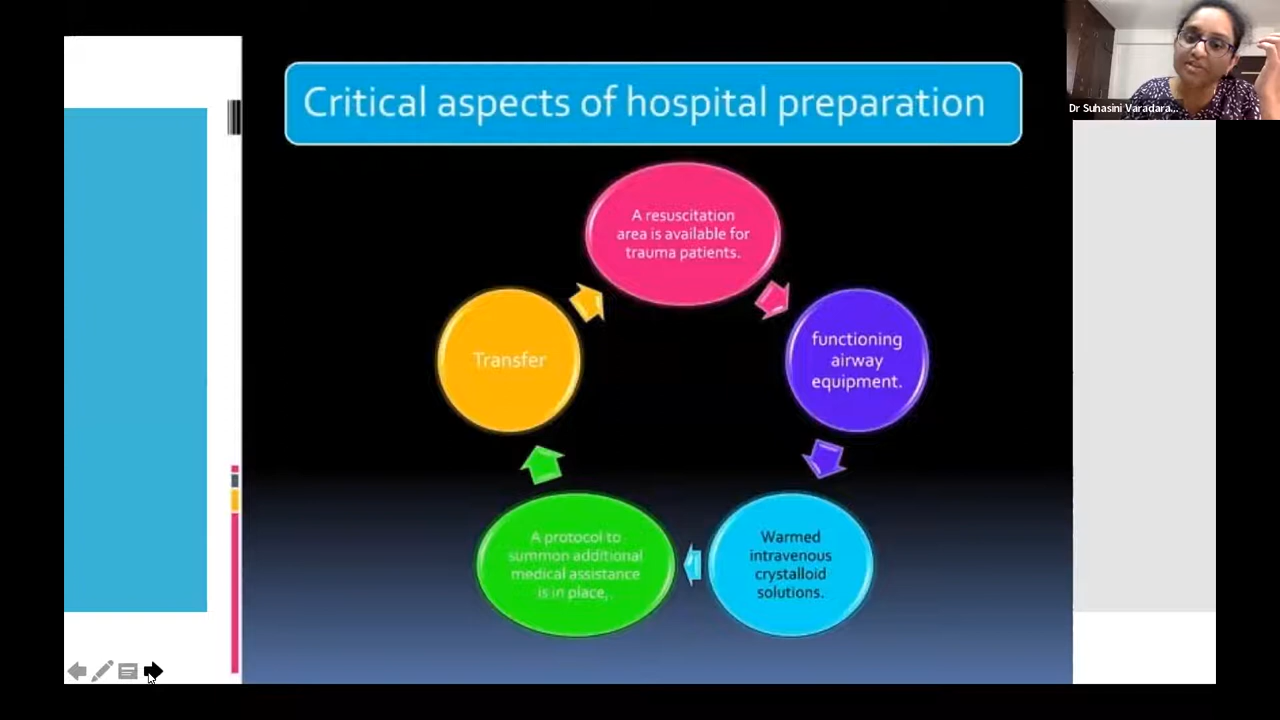 Critical aspects of hospital preparation
Dr Suhasini Varadara...
A resuscitation
area is available for
trauma patients.
functioning
airway
equipment.
Warmed
intravenous
crystalloid
solutions.
A protocol to
summon additional
medical assistance
is in place,.
Transfer